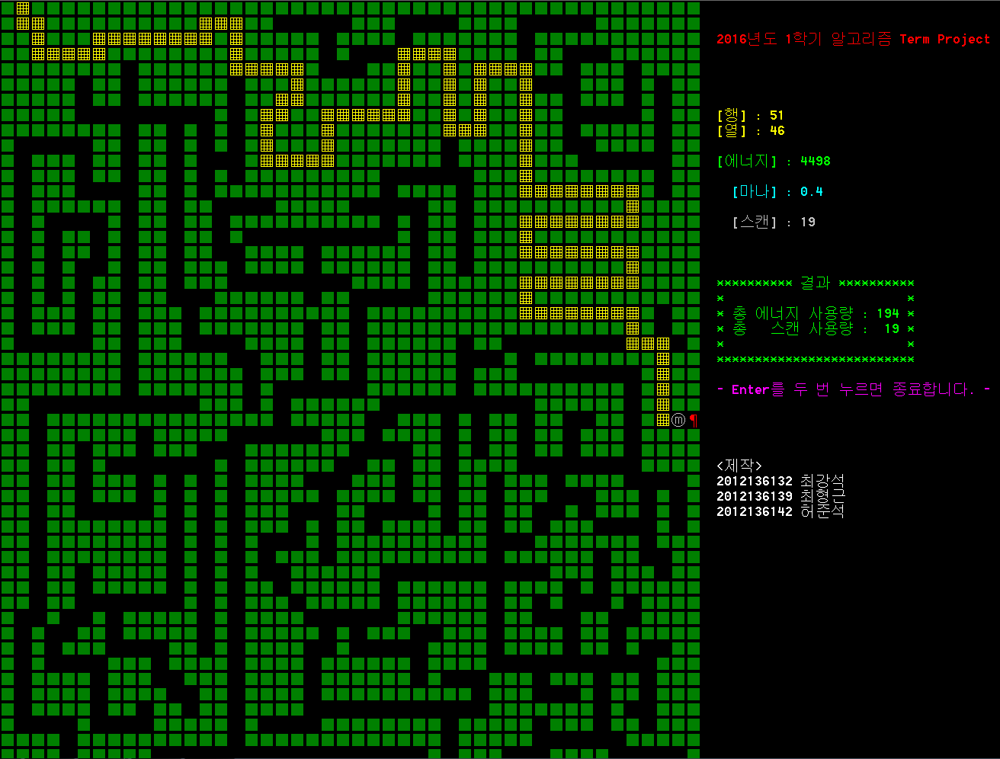 2016년도 1학기 알고리즘 Term Project
[행] : 51
[열] : 46
[에너지] : 4498
[마나] : 0.4
[스캔] : 19
********** 결과 **********
* *
* 총 에너지 사용량 : 194 *
* 총 스캔 사용량 : 19 *
* *
**************************
- Enter를 두 번 누르면 종료합니다. -
ⓜ ¶
<제작>
2012136132 최강석
2012136139 최형근
2012136142 허준석